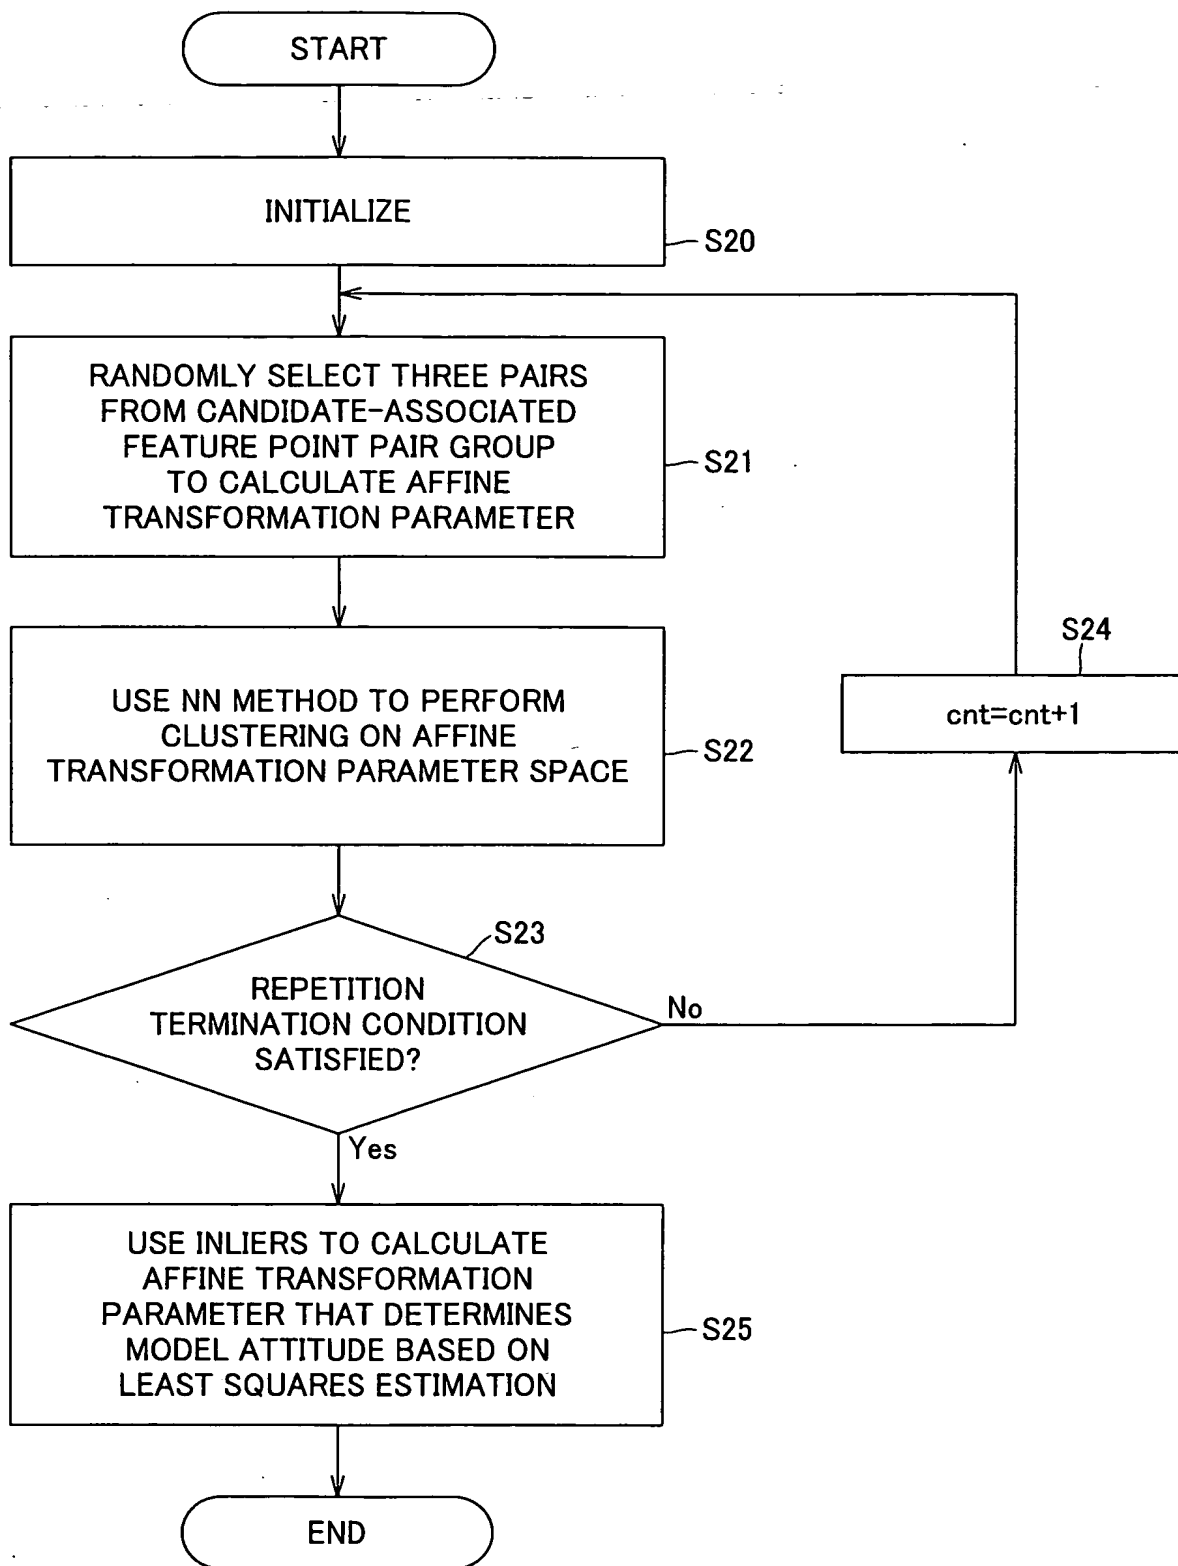 START
INITIALIZE
S20
RANDOMLY SELECT THREE PAIRS
FROM CANDIDATE-ASSOCIATED
FEATURE POINT PAIR GROUP
TO CALCULATE AFFINE
TRANSFORMATION PARAMETER
S21
USE NN METHOD TO PERFORM
CLUSTERING ON AFFINE
TRANSFORMATION PARAMETER SPACE
S22
S24
cnt=cnt+1
S23
REPETITION
TERMINATION CONDITION
SATISFIED?
No
Yes
USE INLIERS TO CALCULATE
AFFINE TRANSFORMATION
PARAMETER THAT DETERMINES
MODEL ATTITUDE BASED ON
LEAST SQUARES ESTIMATION
S25
END